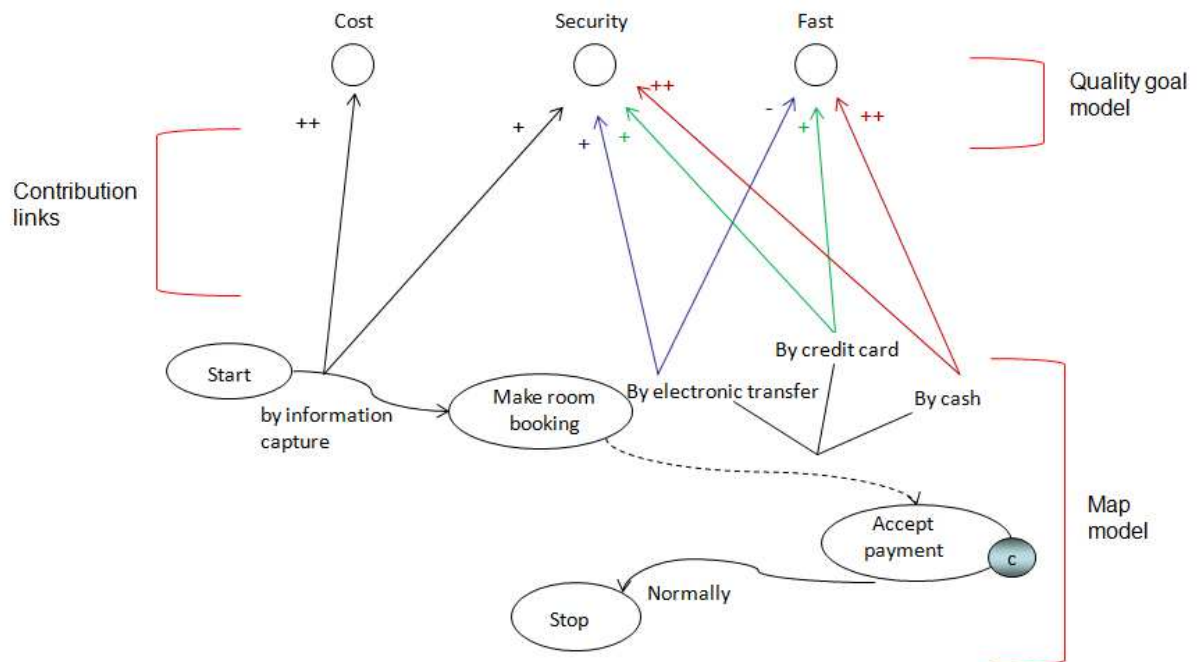 Cost
Security
Fast
Quality goal
model
++
+
+
+
++
-
+
++
Contribution
links
Start
by information
capture
Make room
booking
By electronic transfer
By credit card
By cash
Accept
payment
c
Map
model
Normally
Stop